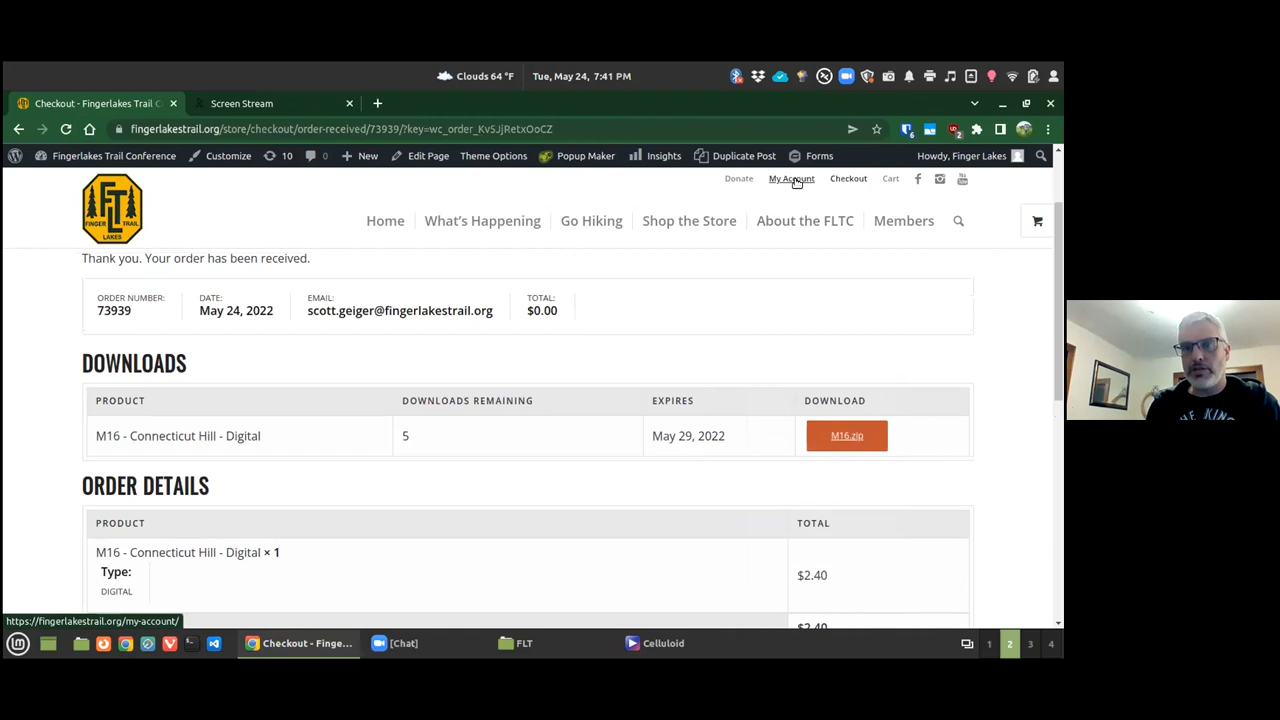 Clouds 64 °F Tue, May 24, 7:41 PM
Checkout - Fingerlakes Trail C Screen Stream
fingerlakestrail.org/store/checkout/order-received/73939/?key=wc_order_KvSJjRetxOoCZ
Fingerlakes Trail Conference Customize 10 0 New Edit Page Theme Options Popup Maker Insights Duplicate Post Forms Howdy, Finger Lakes
Donate My Account Checkout Cart
FLT
FINGER TRAIL
LAKES
Home What's Happening Go Hiking Shop the Store About the FLTC Members
Thank you. Your order has been received.
ORDER NUMBER: DATE: EMAIL: TOTAL:
73939 May 24, 2022 scott.geiger@fingerlakestrail.org $0.00
DOWNLOADS
PRODUCT DOWNLOADS REMAINING EXPIRES DOWNLOAD
M16 - Connecticut Hill - Digital 5 May 29, 2022 M16.zip
ORDER DETAILS
PRODUCT TOTAL
M16 - Connecticut Hill - Digital × 1
Type:
DIGITAL
$2.40
$2.40
https://fingerlakestrail.org/my-account/
Checkout - Finge... [Chat] FLT Celluloid 1 2 3 4